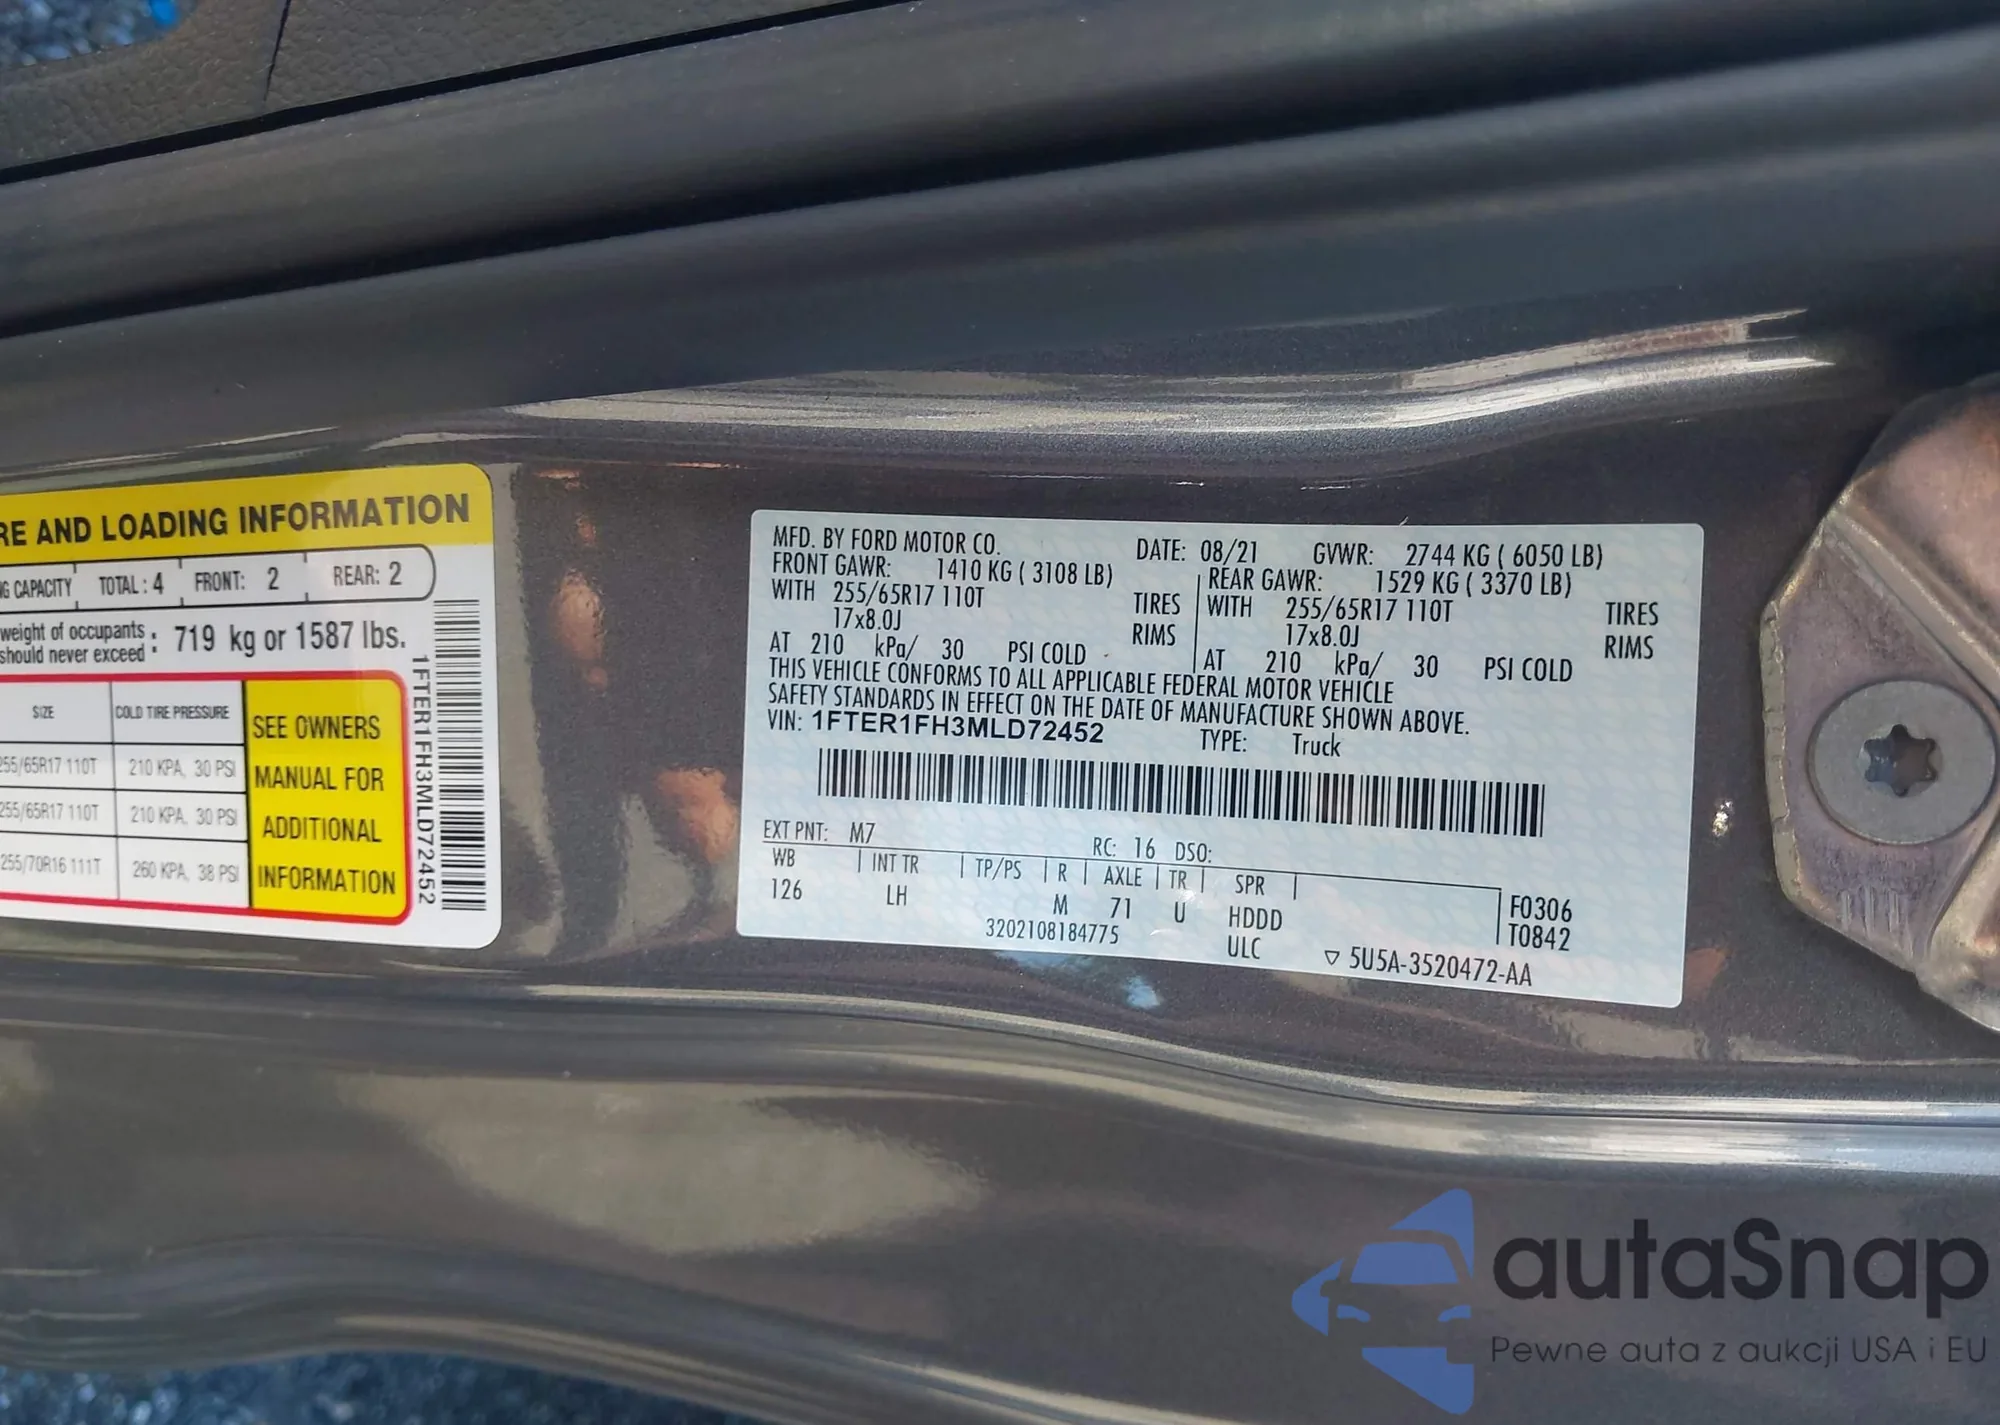 RE AND LOADING INFORMATION
NG CAPACITY TOTAL: 4 FRONT: 2 REAR: 2
weight of occupants
should never exceed : 719 kg or 1587 lbs.
SIZE COLD TIRE PRESSURE
255/65R17 110T 210 KPA, 30 PSI
255/65R17 110T 210 KPA, 30 PSI
255/70R16 111T 260 KPA, 38 PSI
SEE OWNERS
MANUAL FOR
ADDITIONAL
INFORMATION
1FTER1FH3MLD72452
MFD. BY FORD MOTOR CO. DATE: 08/21 GVWR: 2744 KG ( 6050 LB)
FRONT GAWR: 1410 KG ( 3108 LB) REAR GAWR: 1529 KG ( 3370 LB)
WITH 255/65R17 110T TIRES WITH 255/65R17 110T TIRES
17x8.0J RIMS 17x8.0J RIMS
AT 210 kPa/ 30 PSI COLD AT 210 kPa/ 30 PSI COLD
THIS VEHICLE CONFORMS TO ALL APPLICABLE FEDERAL MOTOR VEHICLE
SAFETY STANDARDS IN EFFECT ON THE DATE OF MANUFACTURE SHOWN ABOVE.
VIN: 1FTER1FH3MLD72452 TYPE: Truck
EXT PNT: M7 RC: 16 DSO:
WB INT TR TP/PS R AXLE TR SPR
126 LH M 71 U HDDD F0306
3202108184775 ULC T0842
▽ 5U5A-3520472-AA
autaSnap
Pewne auta z aukcji USA i EU